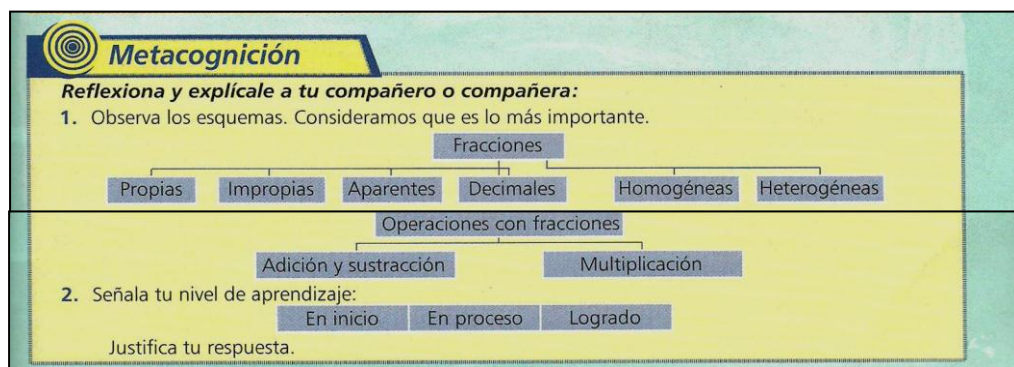 Metacognición
Reflexiona y explícale a tu compañero o compañera:
1. Observa los esquemas. Consideramos que es lo más importante.
Fracciones
Propias Impropias Aparentes Decimales Homogéneas Heterogéneas
Operaciones con fracciones
Adición y sustracción Multiplicación
2. Señala tu nivel de aprendizaje:
En inicio En proceso Logrado
Justifica tu respuesta.